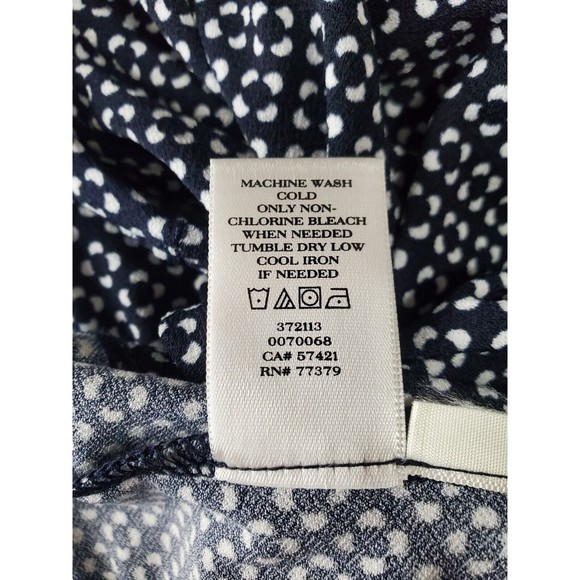 MACHINE WASH
COLD
ONLY NON-
CHLORINE BLEACH
WHEN NEEDED
TUMBLE DRY LOW
COOL IRON
IF NEEDED
372113
0070068
CA# 57421
RN# 77379